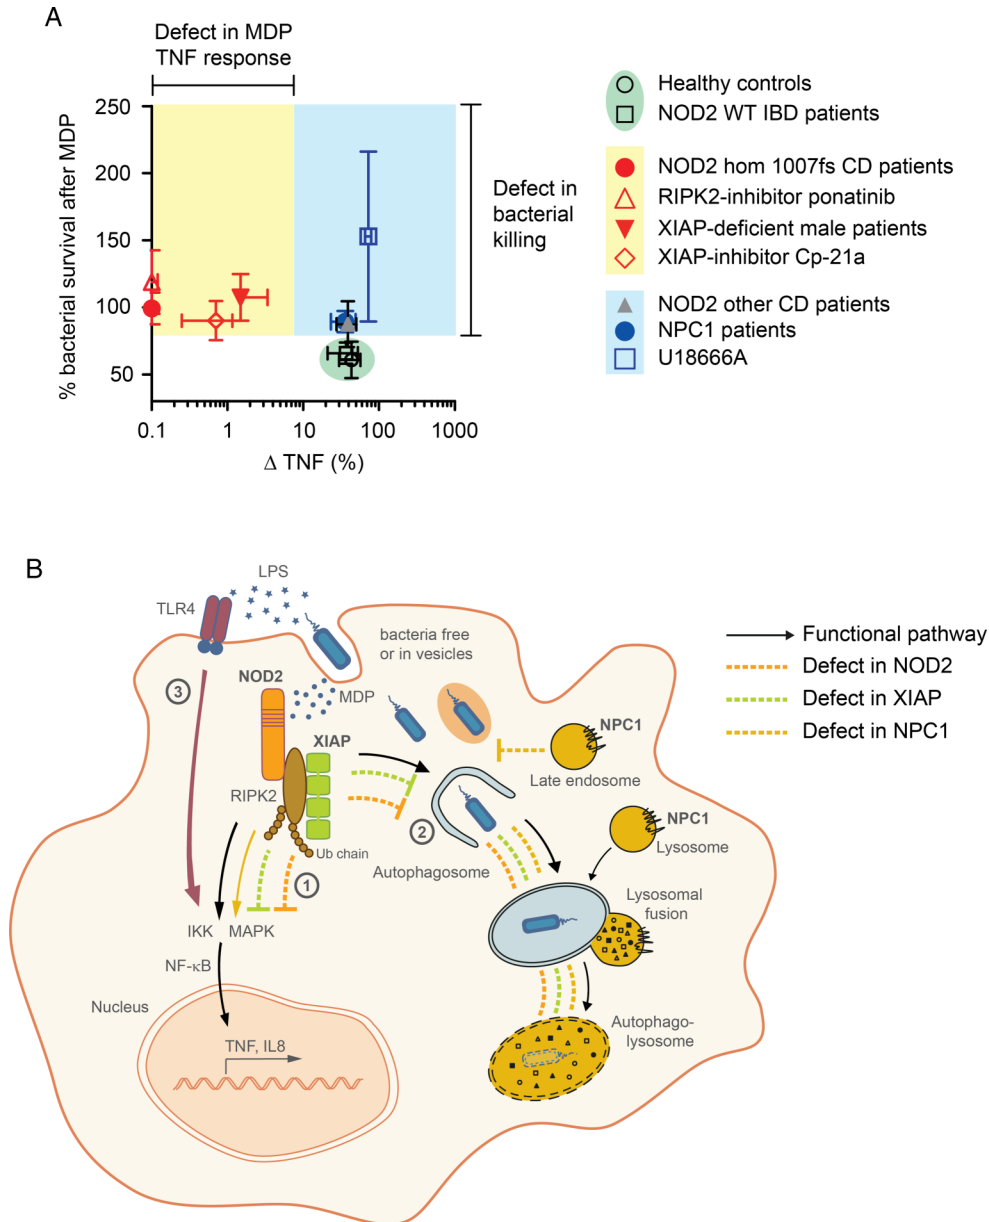 A
Defect in MDP
TNF response
250
200
150
100
50
% bacterial survival after MDP
0.1
1
10
100
1000
Δ TNF (%)
Defect in
bacterial
killing
Healthy controls
NOD2 WT IBD patients
NOD2 hom 1007fs CD patients
RIPK2-inhibitor ponatinib
XIAP-deficient male patients
XIAP-inhibitor Cp-21a
NOD2 other CD patients
NPC1 patients
U18666A
B
LPS
TLR4
bacteria free
or in vesicles
3
NOD2
MDP
XIAP
RIPK2
Ub chain
1
2
Autophagosome
NPC1
Late endosome
NPC1
Lysosome
Lysosomal
fusion
Autophago-
lysosome
IKK
MAPK
NF-κB
Nucleus
TNF, IL8
Functional pathway
Defect in NOD2
Defect in XIAP
Defect in NPC1